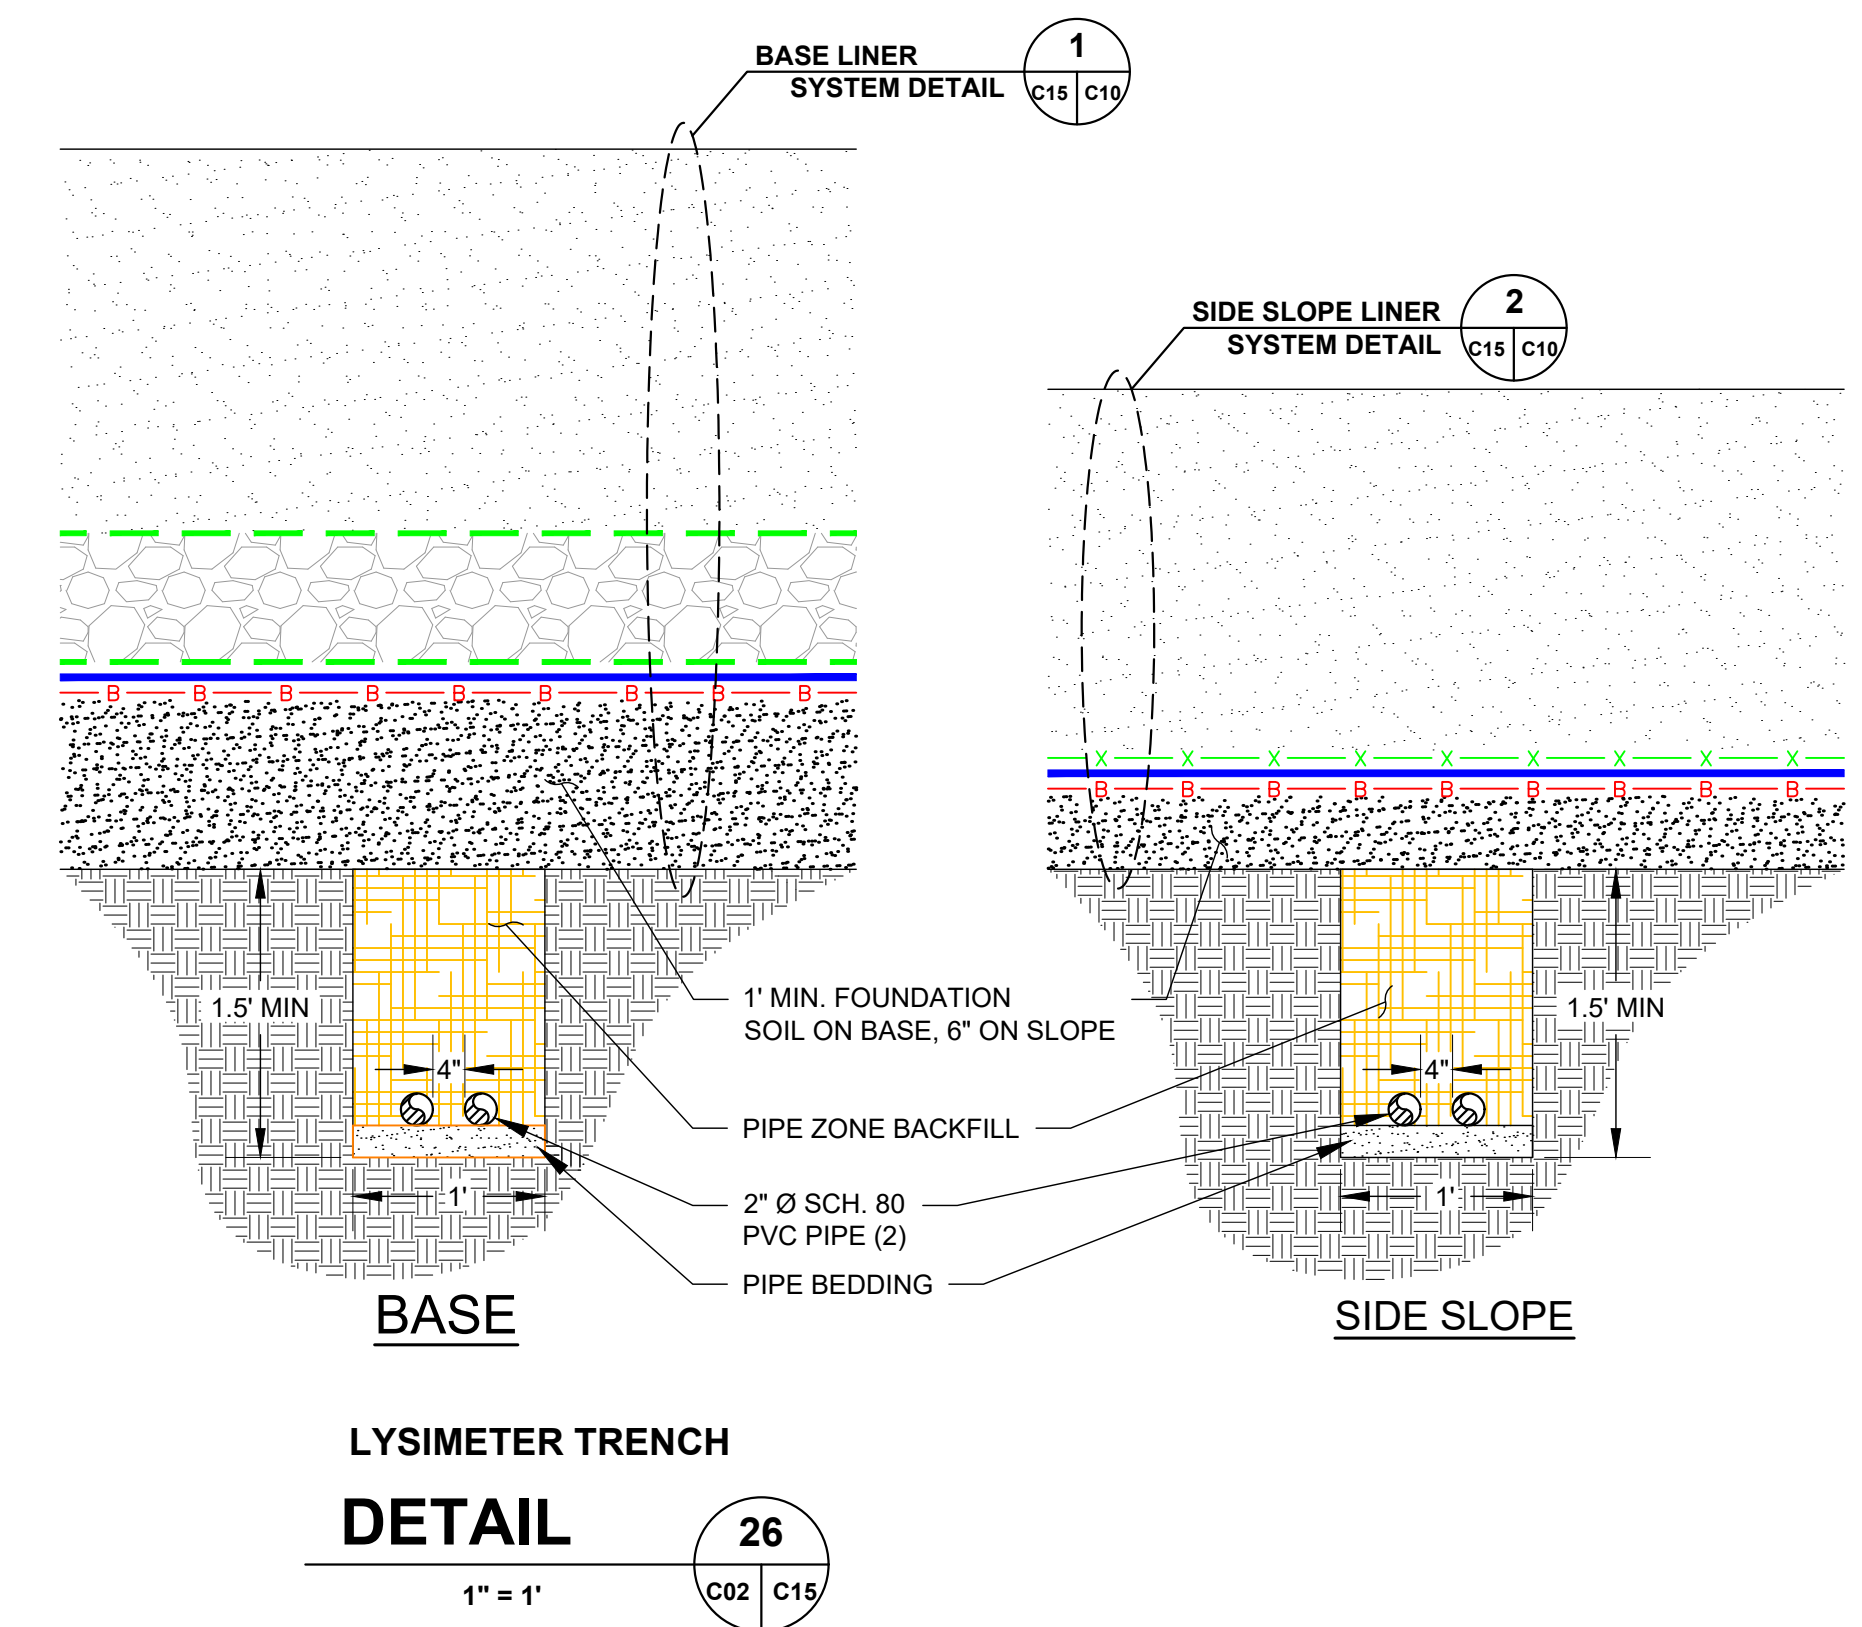 BASE LINER
SYSTEM DETAIL
1
C15 C10
SIDE SLOPE LINER
SYSTEM DETAIL
2
C15 C10
B B B B B B B B B
X X X X X X X X X
B B B B B B B B B
1.5' MIN
4"
1'
1' MIN. FOUNDATION
SOIL ON BASE, 6" ON SLOPE
PIPE ZONE BACKFILL
2" Ø SCH. 80
PVC PIPE (2)
PIPE BEDDING
1.5' MIN
4"
1'
BASE
SIDE SLOPE
LYSIMETER TRENCH
DETAIL
1" = 1'
26
C02 C15